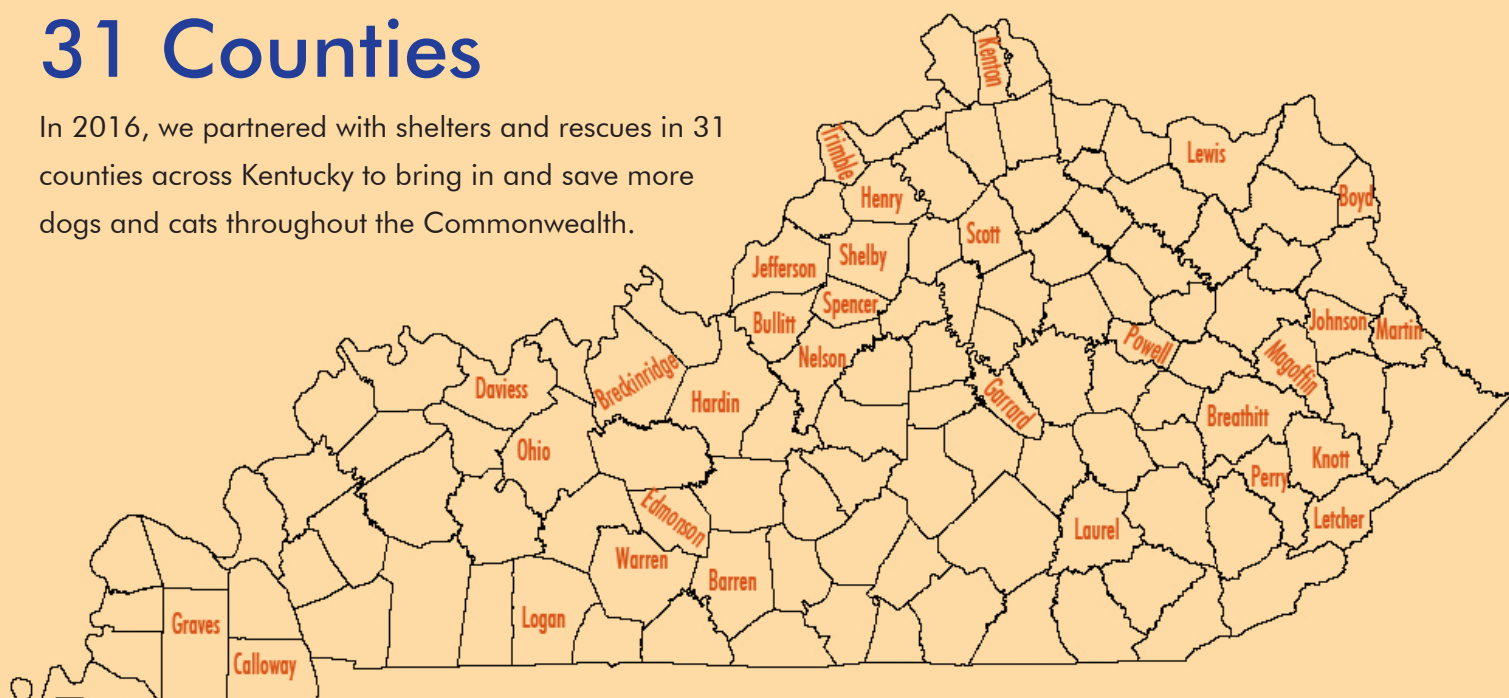 31 Counties
In 2016, we partnered with shelters and rescues in 31
counties across Kentucky to bring in and save more
dogs and cats throughout the Commonwealth.
Kenton
Trimble
Lewis
Henry
Boyd
Scott
Shelby
Jefferson
Spencer
Bullitt
Johnson
Martin
Powell
Nelson
Magoffin
Breckinridge
Daviess
Garrard
Hardin
Breathitt
Ohio
Knott
Perry
Edmonson
Letcher
Laurel
Warren
Barren
Logan
Graves
Calloway